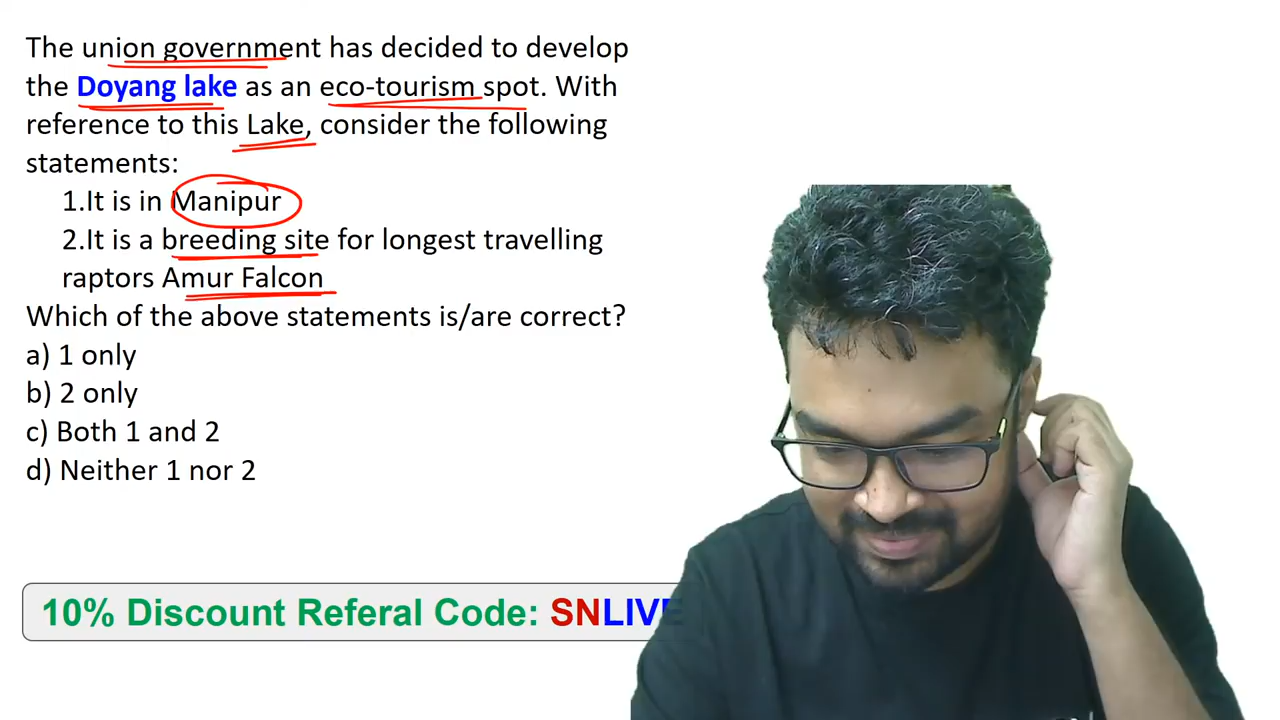 The union government has decided to develop
the Doyang lake as an eco-tourism spot. With
reference to this Lake, consider the following
statements:
1.It is in Manipur
2.It is a breeding site for longest travelling
raptors Amur Falcon
Which of the above statements is/are correct?
a) 1 only
b) 2 only
c) Both 1 and 2
d) Neither 1 nor 2
10% Discount Referal Code: SNLIVE